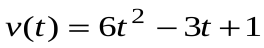 v(t) = 6t² − 3t + 1